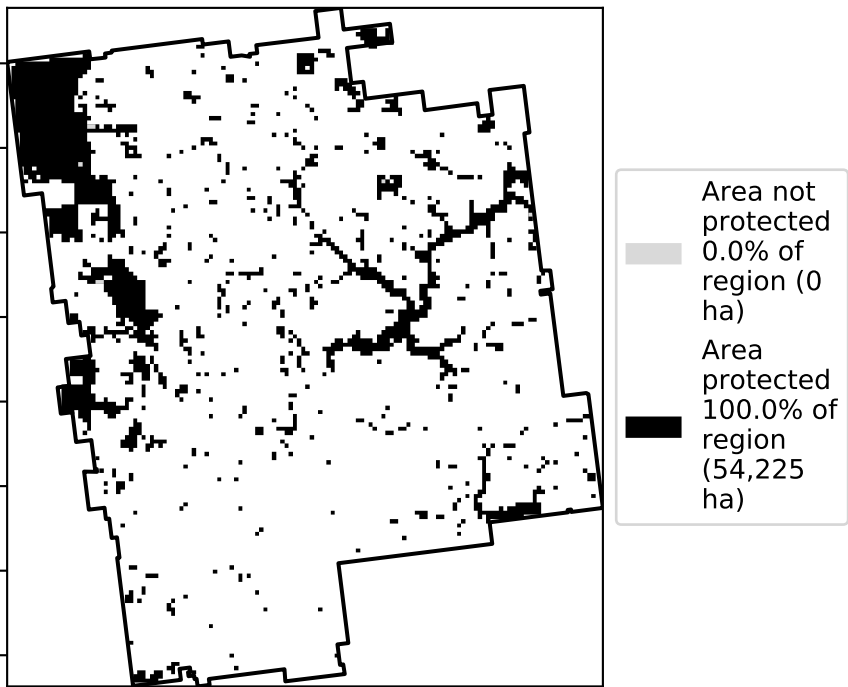 Area not
protected
0.0% of
region (0
ha)
Area
protected
100.0% of
region
(54,225
ha)